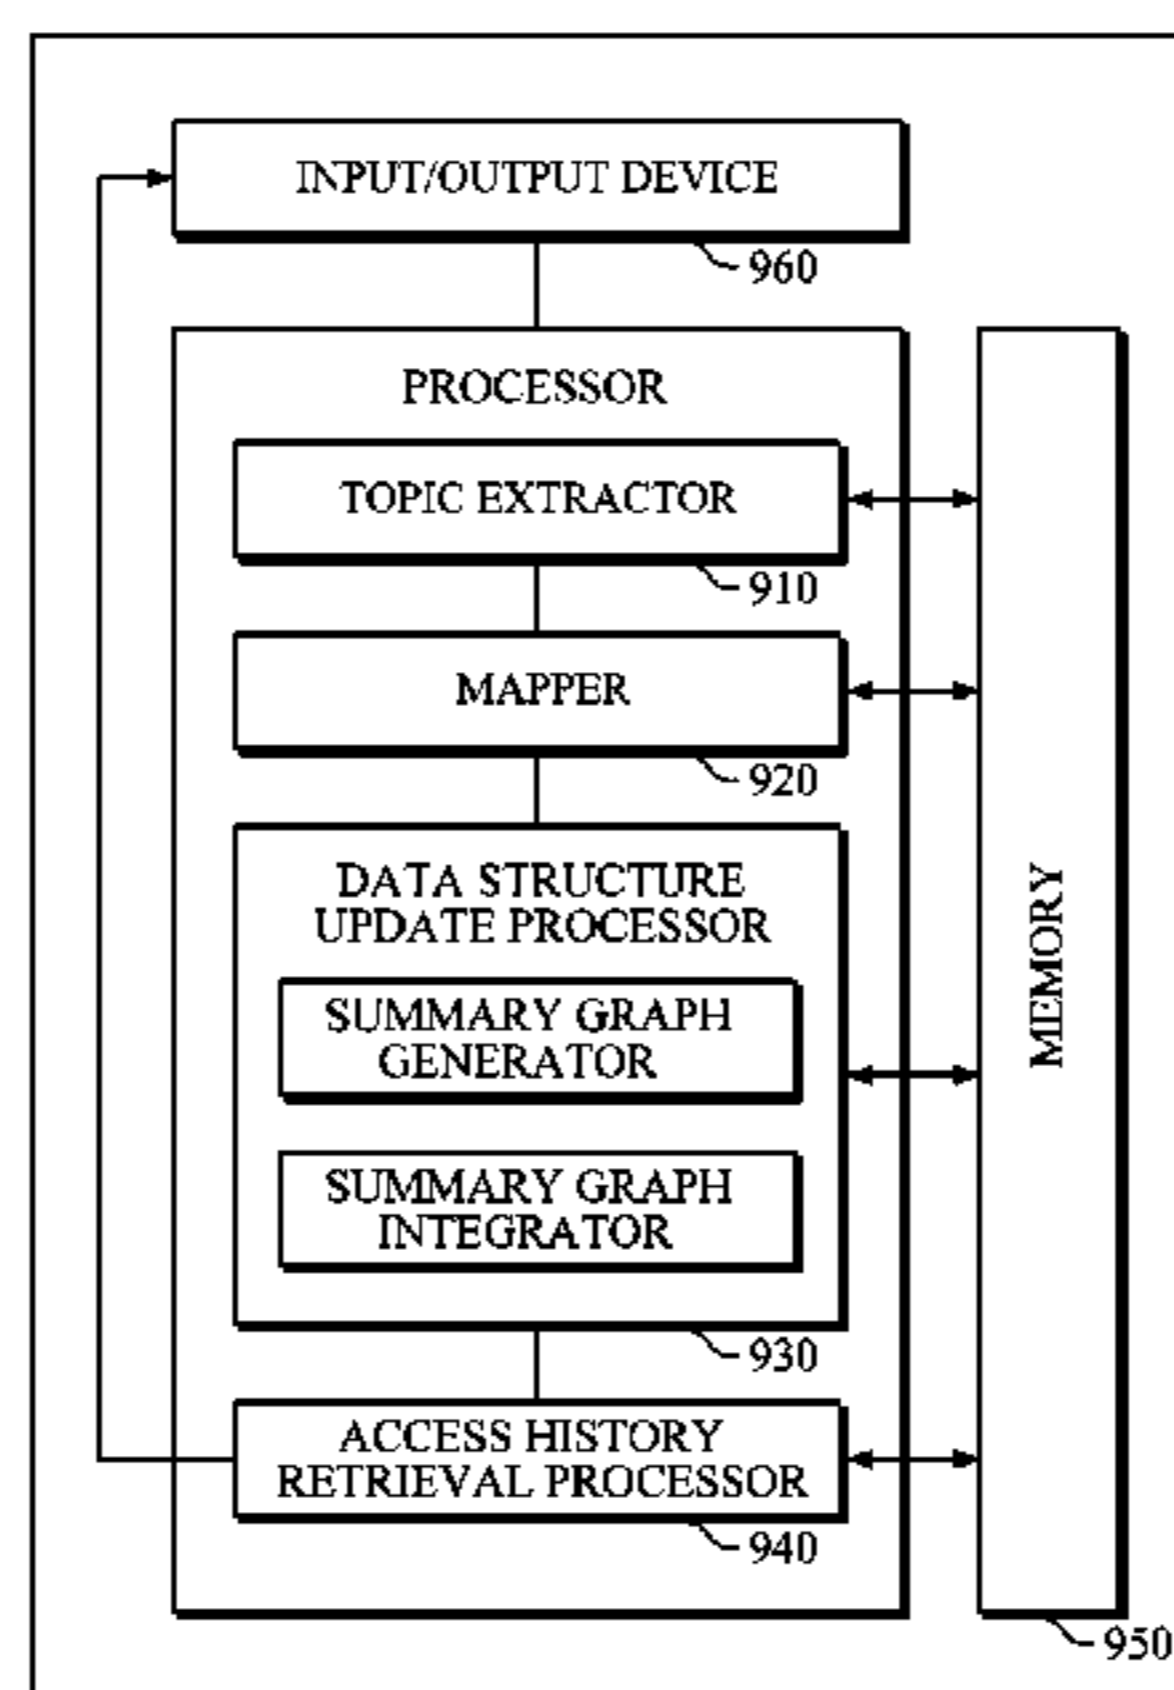 INPUT/OUTPUT DEVICE
960
PROCESSOR
TOPIC EXTRACTOR
910
MAPPER
920
DATA STRUCTURE
UPDATE PROCESSOR
SUMMARY GRAPH
GENERATOR
SUMMARY GRAPH
INTEGRATOR
930
ACCESS HISTORY
RETRIEVAL PROCESSOR
940
MEMORY
950